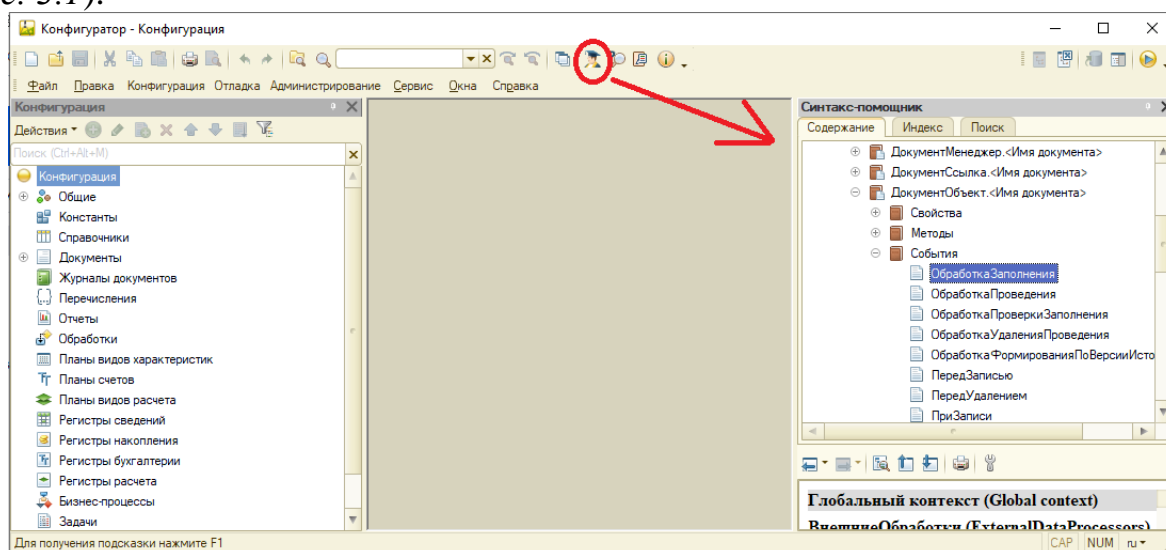 с. 3.1).
Конфигуратор - Конфигурация
Файл Правка Конфигурация Отладка Администрирование Сервис Окна Справка
Конфигурация
Действия
Поиск (Ctrl+Alt+M)
Конфигурация
Общие
Константы
Справочники
Документы
Журналы документов
Перечисления
Отчеты
Обработки
Планы видов характеристик
Планы счетов
Планы видов расчета
Регистры сведений
Регистры накопления
Регистры бухгалтерии
Регистры расчета
Бизнес-процессы
Задачи
Синтакс-помощник
Содержание Индекс Поиск
ДокументМенеджер.<Имя документа>
ДокументСсылка.<Имя документа>
ДокументОбъект.<Имя документа>
Свойства
Методы
События
ОбработкаЗаполнения
ОбработкаПроведения
ОбработкаПроверкиЗаполнения
ОбработкаУдаленияПроведения
ОбработкаФормированияПоВерсииИсто
ПередЗаписью
ПередУдалением
ПриЗаписи
Глобальный контекст (Global context)
ВнешниеОбработки (ExternalDataProcessors)
Для получения подсказки нажмите F1
CAP NUM ru